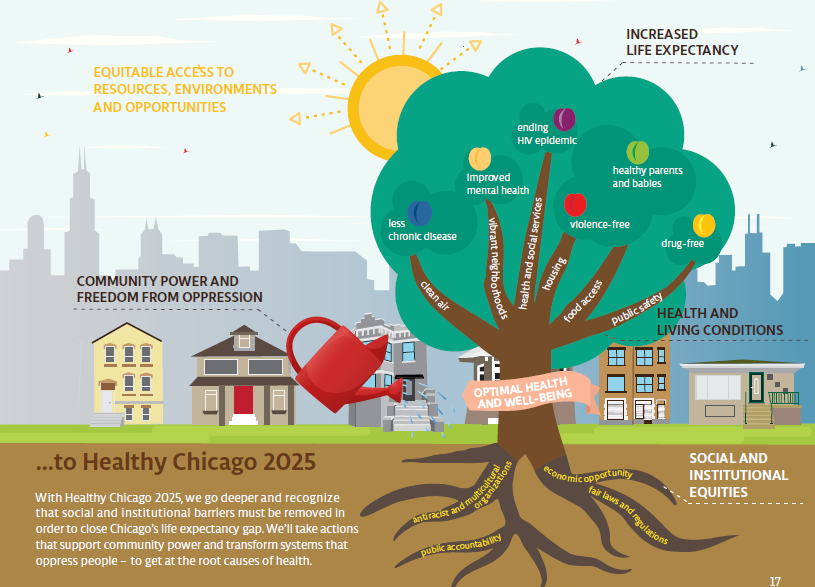 INCREASED
LIFE EXPECTANCY
EQUITABLE ACCESS TO
RESOURCES, ENVIRONMENTS
AND OPPORTUNITIES
ending
HIV epidemic
improved
mental health
healthy parents
and babies
less
chronic disease
violence-free
drug-free
clean air
vibrant neighborhoods
health and social services
housing
food access
public safety
COMMUNITY POWER AND
FREEDOM FROM OPPRESSION
HEALTH AND
LIVING CONDITIONS
OPTIMAL HEALTH
AND WELL-BEING
...to Healthy Chicago 2025
With Healthy Chicago 2025, we go deeper and recognize
that social and institutional barriers must be removed in
order to close Chicago's life expectancy gap. We'll take actions
that support community power and transform systems that
oppress people – to get at the root causes of health.
antiracist and multicultural
organizations
public accountability
economic opportunity
fair laws and regulations
SOCIAL AND
INSTITUTIONAL
EQUITIES
17